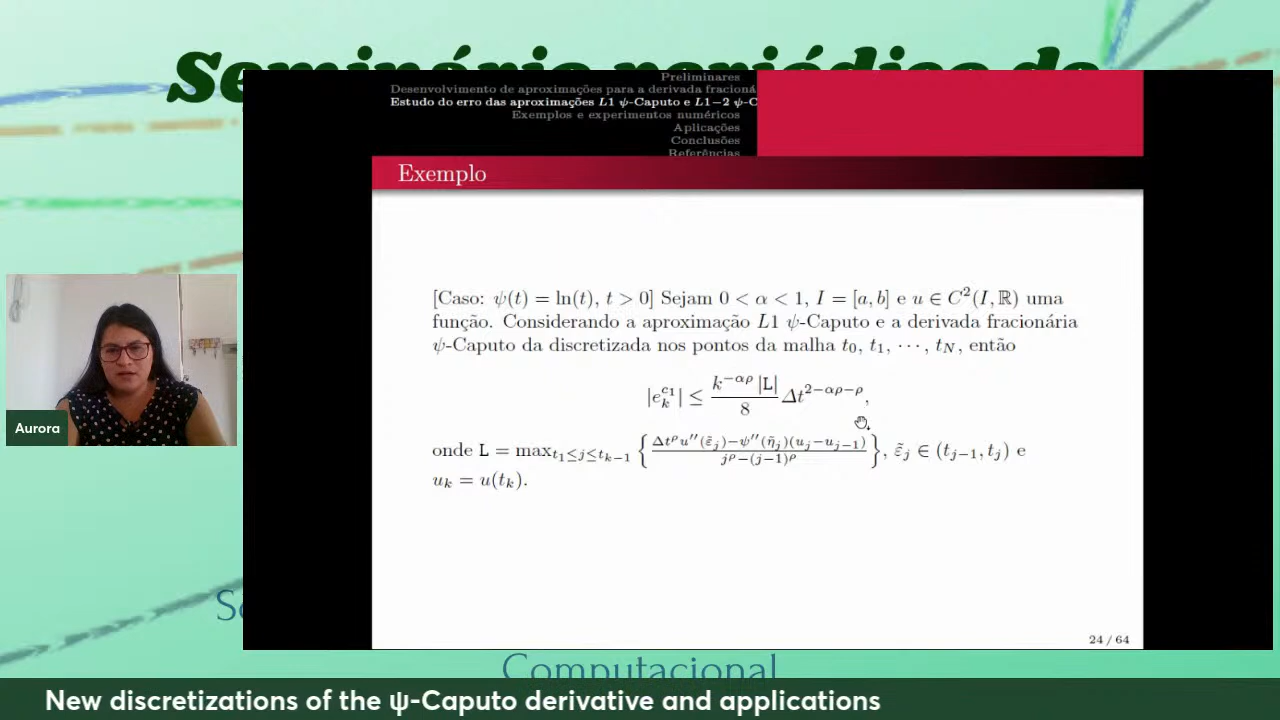 Preliminares
Desenvolvimento de aproximações para a derivada fracioná
Estudo do erro das aproximações L1 ψ-Caputo e L1−2 ψ-C
Exemplos e experimentos numéricos
Aplicações
Conclusões
Referências
Exemplo
[Caso: ψ(t) = ln(t), t > 0] Sejam 0 < α < 1, I = [a, b] e u ∈ C²(I, ℝ) uma
função. Considerando a aproximação L1 ψ-Caputo e a derivada fracionária
ψ-Caputo da discretizada nos pontos da malha t₀, t₁, ⋯, t_N, então
|e_k^{c1}| ≤ \frac{k^{−αρ} |L|}{8} Δt^{2−αρ−ρ},
onde L = max_{t₁≤j≤t_{k−1}} { \frac{Δt^ρ u''(ε̃_j)−ψ''(η̃_j)(u_j−u_{j−1})}{j^ρ−(j−1)^ρ} }, ε̃_j ∈ (t_{j−1}, t_j) e
u_k = u(t_k).
24 / 64
Aurora
Computacional
New discretizations of the ψ-Caputo derivative and applications